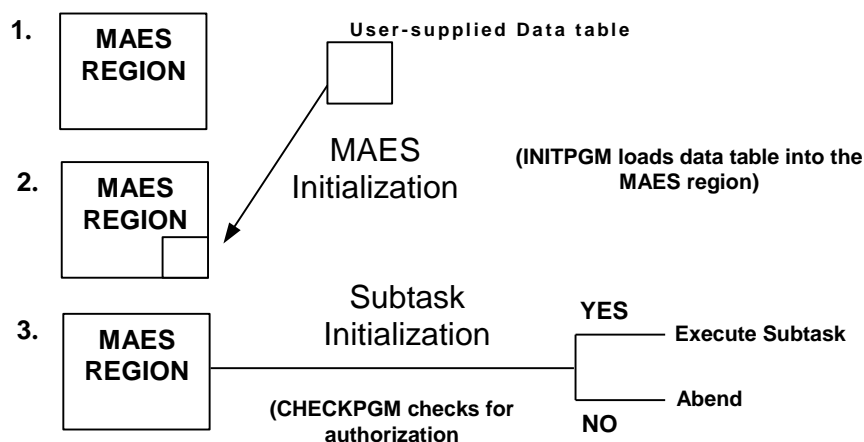 1.
MAES
REGION
User-supplied Data table
MAES
Initialization
(INITPGM loads data table into the
MAES region)
2.
MAES
REGION
3.
MAES
REGION
Subtask
Initialization
(CHECKPGM checks for
authorization
YES
Execute Subtask
Abend
NO